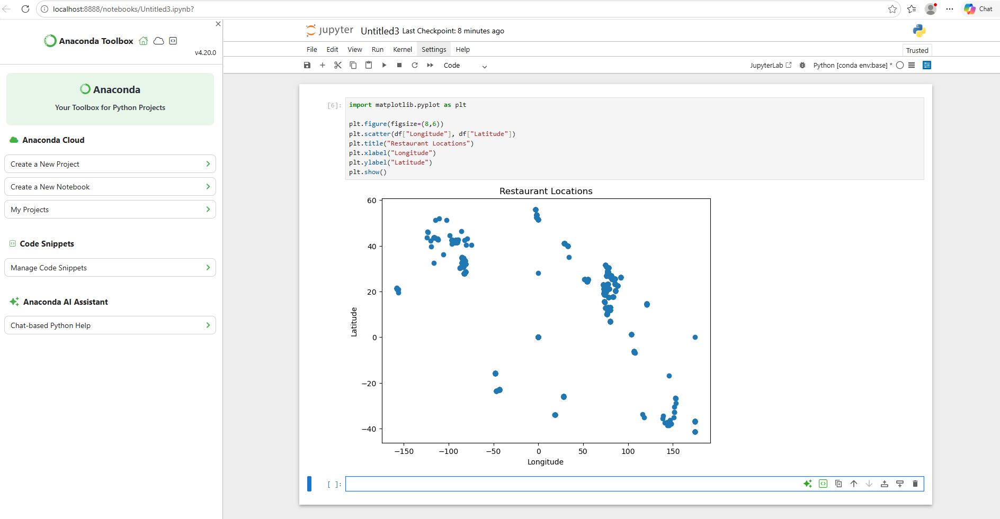 localhost:8888/notebooks/Untitled3.ipynb?
Chat
Anaconda Toolbox
v4.20.0
Anaconda
Your Toolbox for Python Projects
Anaconda Cloud
Create a New Project
Create a New Notebook
My Projects
Code Snippets
Manage Code Snippets
Anaconda AI Assistant
Chat-based Python Help
jupyter Untitled3 Last Checkpoint: 8 minutes ago
File Edit View Run Kernel Settings Help
Trusted
Code
JupyterLab
Python [conda env:base] *
[6]:
import matplotlib.pyplot as plt
plt.figure(figsize=(8,6))
plt.scatter(df["Longitude"], df["Latitude"])
plt.title("Restaurant Locations")
plt.xlabel("Longitude")
plt.ylabel("Latitude")
plt.show()
Restaurant Locations
60
40
20
0
−20
−40
Latitude
−150 −100 −50 0 50 100 150
Longitude
[ ]: